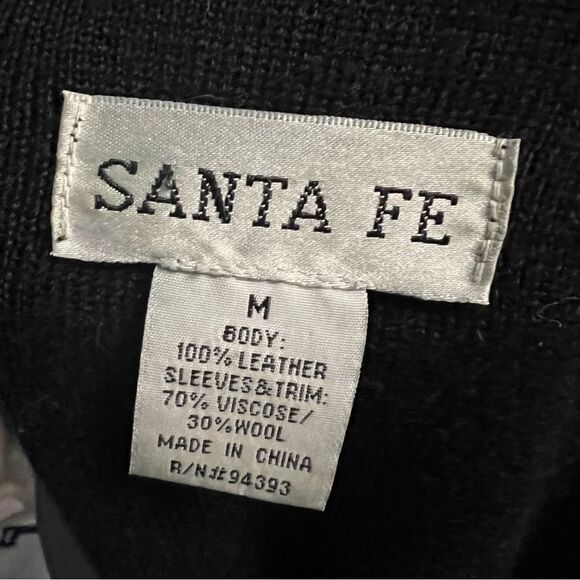 SANTA FE
M
BODY:
100% LEATHER
SLEEVES&TRIM:
70% VISCOSE/
30%WOOL
MADE IN CHINA
R/N#94393